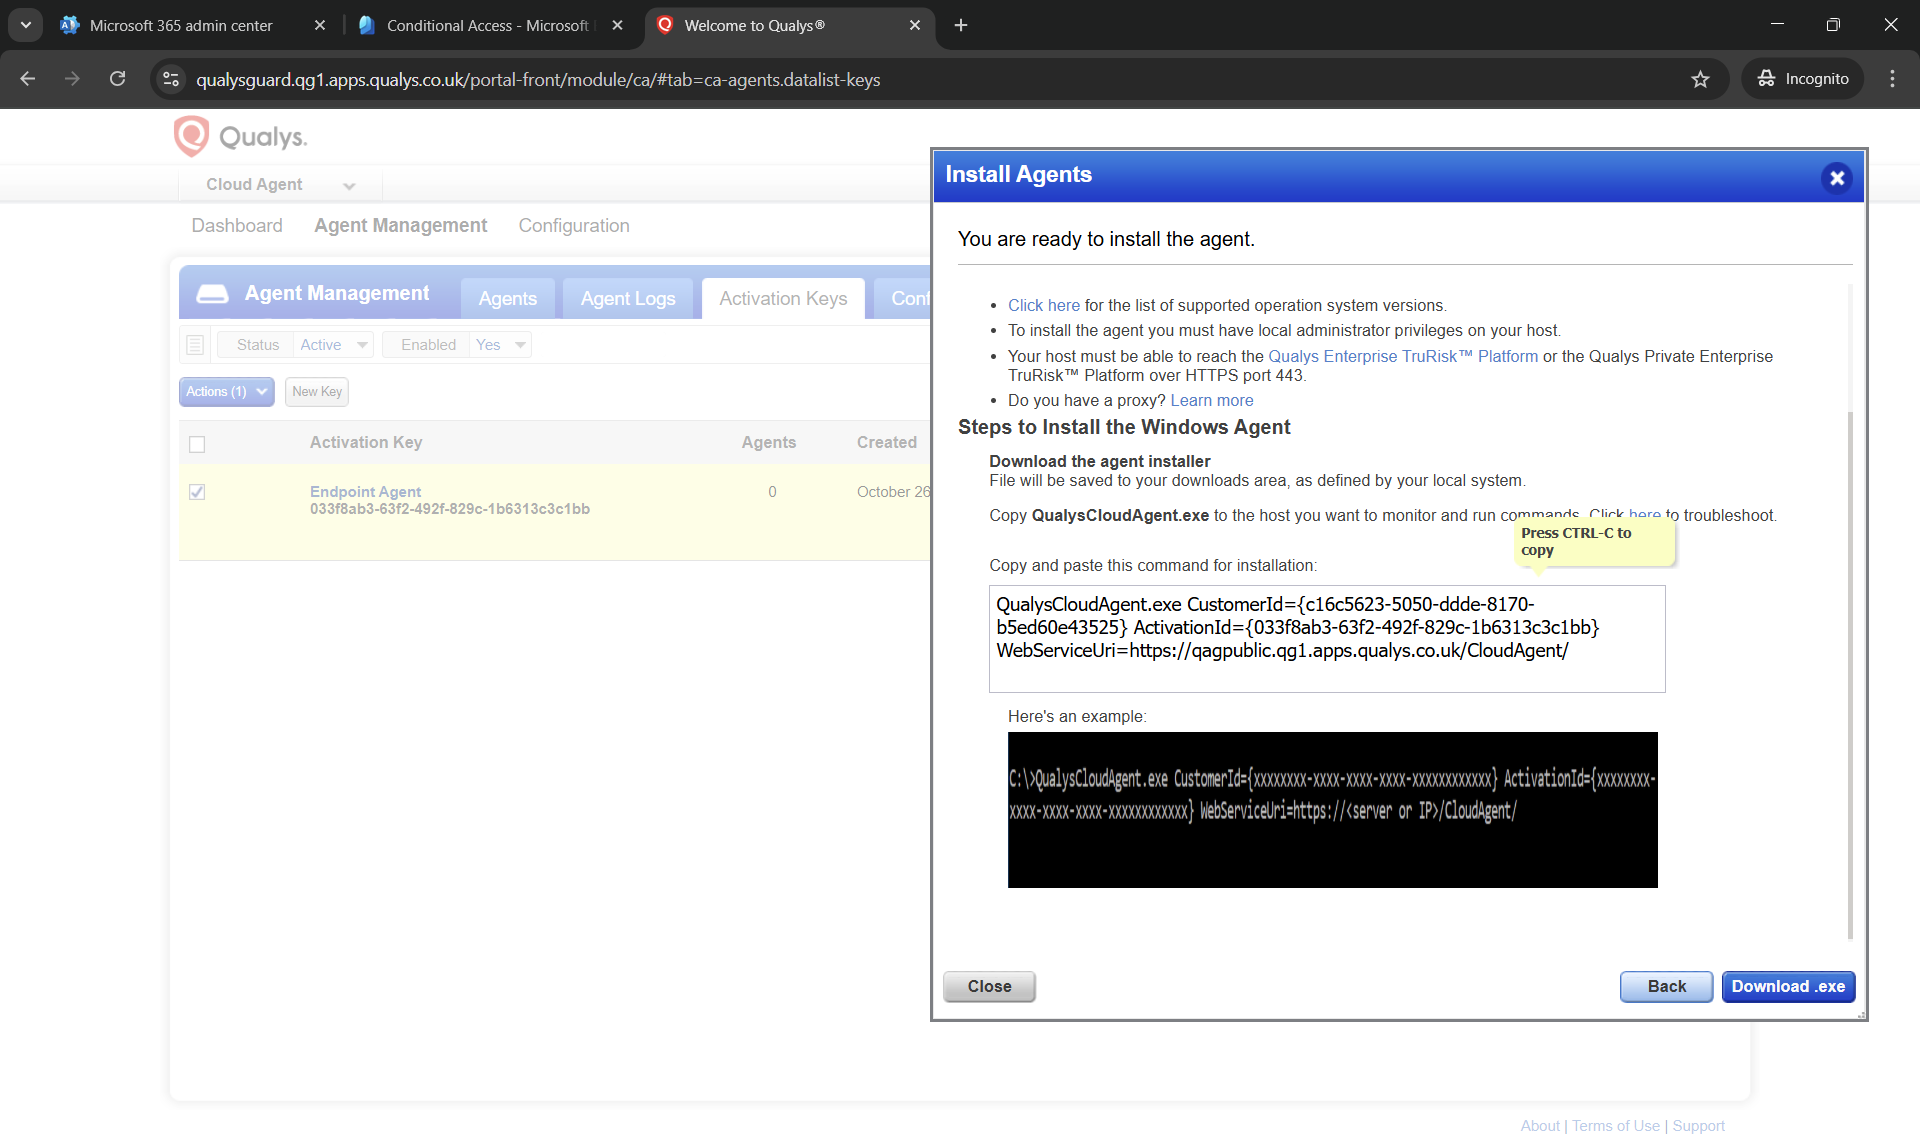 Microsoft 365 admin center
Conditional Access - Microsoft
Welcome to Qualys®
qualysguard.qg1.apps.qualys.co.uk/portal-front/module/ca/#tab=ca-agents.datalist-keys
Incognito
Qualys.
Cloud Agent
Dashboard Agent Management Configuration
Agent Management Agents Agent Logs Activation Keys Conf
Status Active Enabled Yes
Actions (1) New Key
Activation Key Agents Created
Endpoint Agent 0 October 26
033f8ab3-63f2-492f-829c-1b6313c3c1bb
Install Agents
You are ready to install the agent.
• Click here for the list of supported operation system versions.
• To install the agent you must have local administrator privileges on your host.
• Your host must be able to reach the Qualys Enterprise TruRisk™ Platform or the Qualys Private Enterprise
TruRisk™ Platform over HTTPS port 443.
• Do you have a proxy? Learn more
Steps to Install the Windows Agent
Download the agent installer
File will be saved to your downloads area, as defined by your local system.
Copy QualysCloudAgent.exe to the host you want to monitor and run commands. Click here to troubleshoot.
Press CTRL-C to
copy
Copy and paste this command for installation:
QualysCloudAgent.exe CustomerId={c16c5623-5050-ddde-8170-
b5ed60e43525} ActivationId={033f8ab3-63f2-492f-829c-1b6313c3c1bb}
WebServiceUri=https://qagpublic.qg1.apps.qualys.co.uk/CloudAgent/
Here's an example:
C:\>QualysCloudAgent.exe CustomerId={xxxxxxxx-xxxx-xxxx-xxxx-xxxxxxxxxxxx} ActivationId={xxxxxxxx-
xxxx-xxxx-xxxx-xxxxxxxxxxxx} WebServiceUri=https://<server or IP>/CloudAgent/
Close Back Download .exe
About | Terms of Use | Support